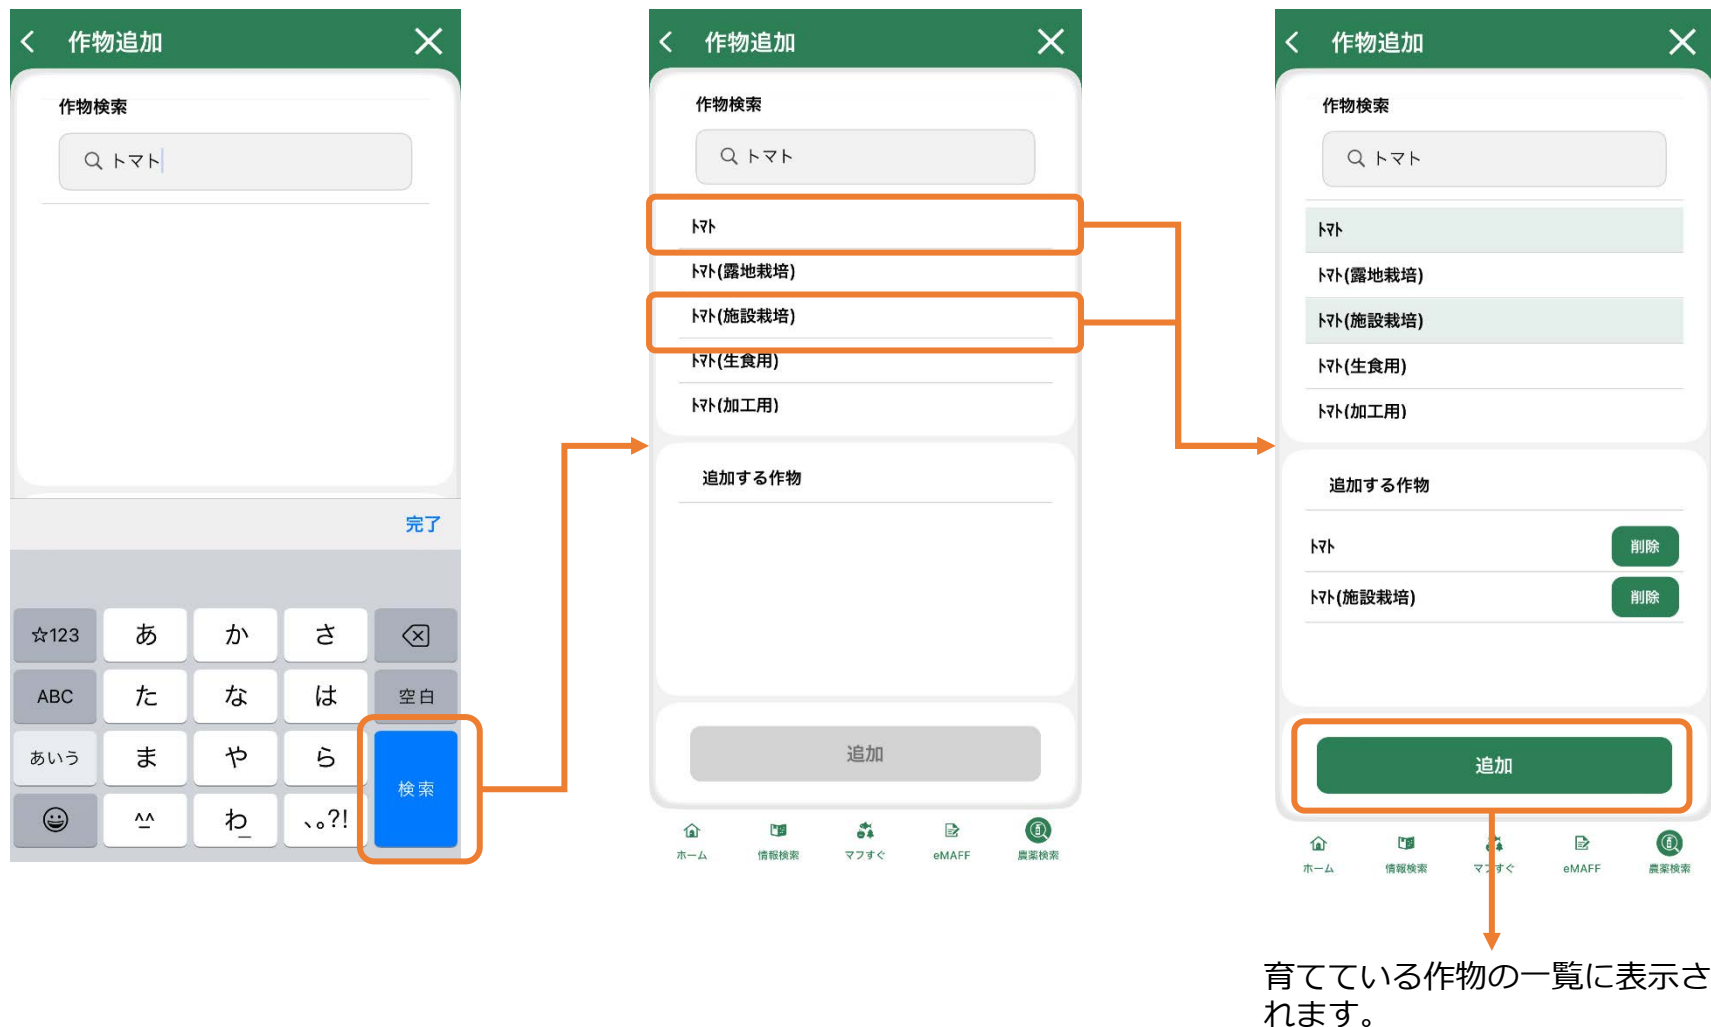 作物追加
作物検索
トマト
完了
☆123
あ
か
さ
ABC
た
な
は
空白
あいう
ま
や
ら
検索
^^
わ
、。?!
作物追加
作物検索
トマト
ﾄﾏﾄ
ﾄﾏﾄ(露地栽培)
ﾄﾏﾄ(施設栽培)
ﾄﾏﾄ(生食用)
ﾄﾏﾄ(加工用)
追加する作物
追加
ホーム
情報検索
マフすぐ
eMAFF
農薬検索
作物追加
作物検索
トマト
ﾄﾏﾄ
ﾄﾏﾄ(露地栽培)
ﾄﾏﾄ(施設栽培)
ﾄﾏﾄ(生食用)
ﾄﾏﾄ(加工用)
追加する作物
ﾄﾏﾄ
削除
ﾄﾏﾄ(施設栽培)
削除
追加
ホーム
情報検索
マフすぐ
eMAFF
農薬検索
育てている作物の一覧に表示さ
れます。